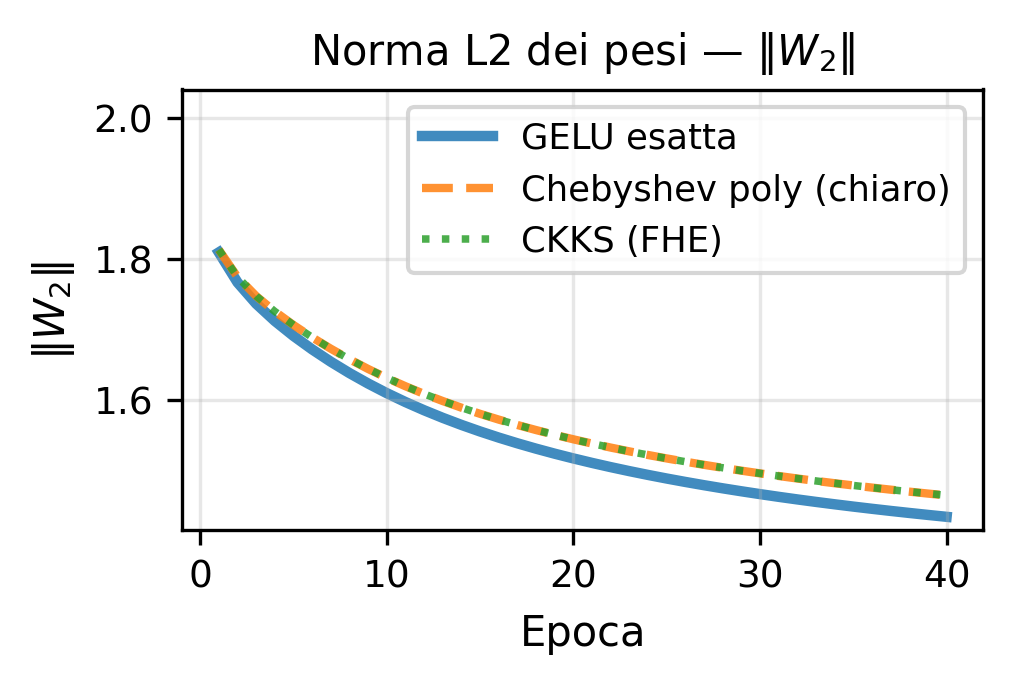 Norma L2 dei pesi — ‖W₂‖
2.0
1.8
1.6
‖W₂‖
GELU esatta
Chebyshev poly (chiaro)
CKKS (FHE)
0 10 20 30 40
Epoca